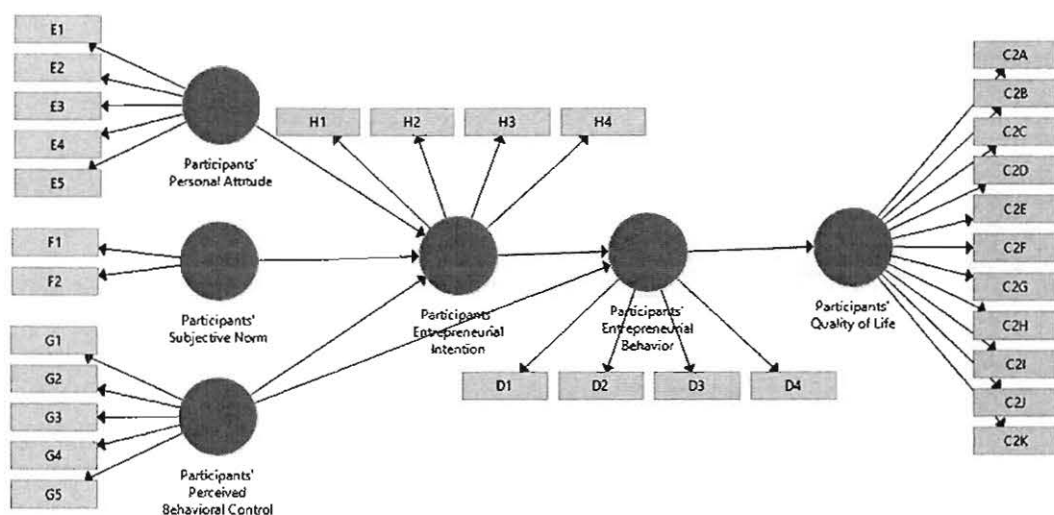 E1
E2
E3
E4
E5
Participants'
Personal Attitude
F1
F2
Participants'
Subjective Norm
G1
G2
G3
G4
G5
Participants'
Perceived
Behavioral Control
H1
H2
H3
H4
Participants
Entrepreneurial
Intention
Participants'
Entrepreneurial
Behavior
D1
D2
D3
D4
Participants'
Quality of Life
C2A
C2B
C2C
C2D
C2E
C2F
C2G
C2H
C2I
C2J
C2K